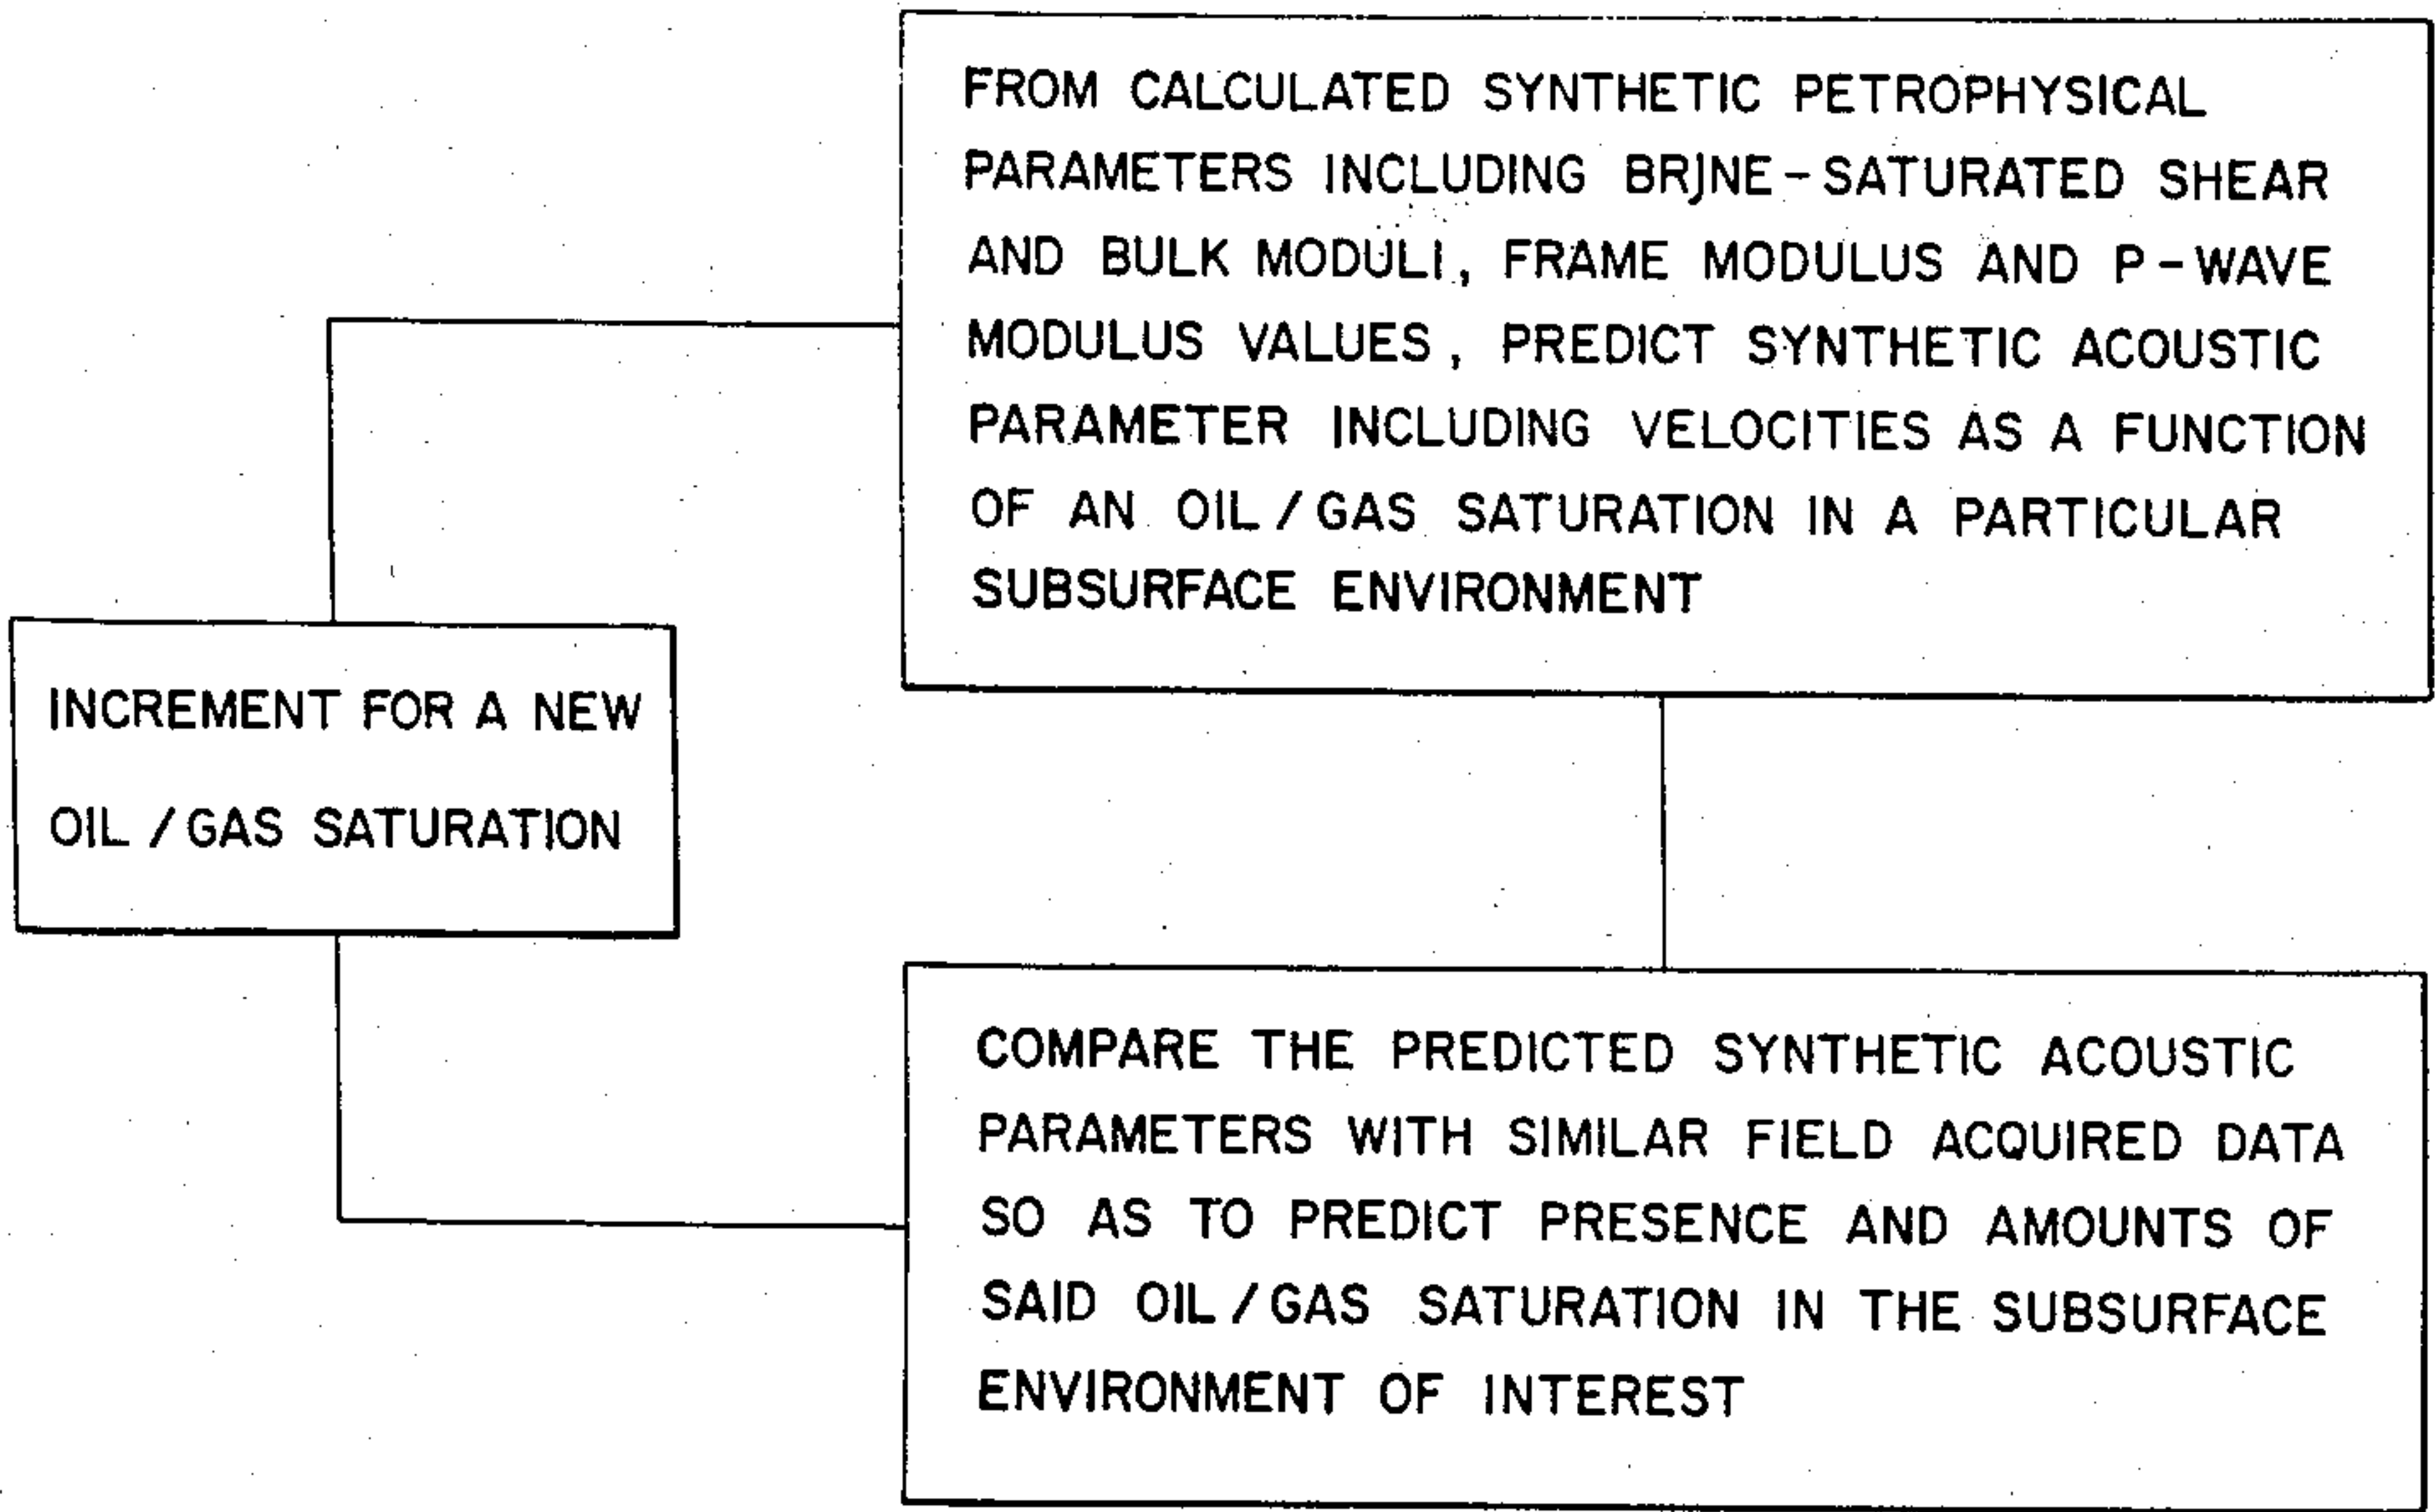 FROM CALCULATED SYNTHETIC PETROPHYSICAL
PARAMETERS INCLUDING BRJNE-SATURATED SHEAR
AND BULK MODULI, FRAME MODULUS AND P-WAVE
MODULUS VALUES, PREDICT SYNTHETIC ACOUSTIC
PARAMETER INCLUDING VELOCITIES AS A FUNCTION
OF AN OIL/GAS SATURATION IN A PARTICULAR
SUBSURFACE ENVIRONMENT
INCREMENT FOR A NEW
OIL/GAS SATURATION
COMPARE THE PREDICTED SYNTHETIC ACOUSTIC
PARAMETERS WITH SIMILAR FIELD ACQUIRED DATA
SO AS TO PREDICT PRESENCE AND AMOUNTS OF
SAID OIL/GAS SATURATION IN THE SUBSURFACE
ENVIRONMENT OF INTEREST